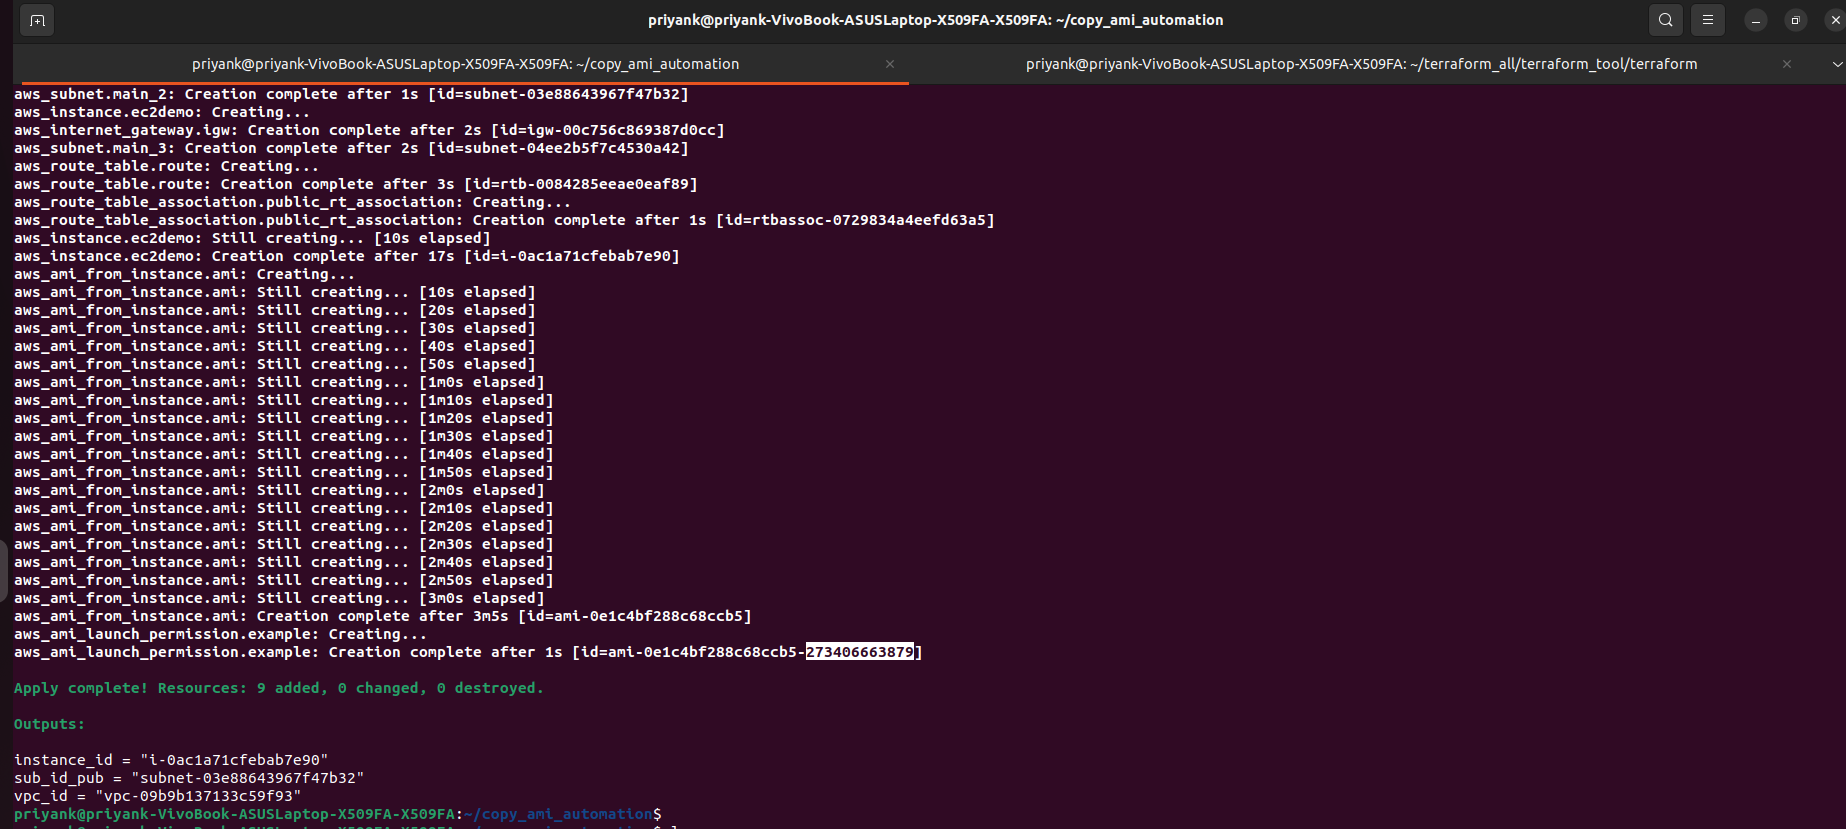 priyank@priyank-VivoBook-ASUSLaptop-X509FA-X509FA: ~/copy_ami_automation
priyank@priyank-VivoBook-ASUSLaptop-X509FA-X509FA: ~/copy_ami_automation
priyank@priyank-VivoBook-ASUSLaptop-X509FA-X509FA: ~/terraform_all/terraform_tool/terraform
aws_subnet.main_2: Creation complete after 1s [id=subnet-03e88643967f47b32]
aws_instance.ec2demo: Creating...
aws_internet_gateway.igw: Creation complete after 2s [id=igw-00c756c869387d0cc]
aws_subnet.main_3: Creation complete after 2s [id=subnet-04ee2b5f7c4530a42]
aws_route_table.route: Creating...
aws_route_table.route: Creation complete after 3s [id=rtb-0084285eeae0eaf89]
aws_route_table_association.public_rt_association: Creating...
aws_route_table_association.public_rt_association: Creation complete after 1s [id=rtbassoc-0729834a4eefd63a5]
aws_instance.ec2demo: Still creating... [10s elapsed]
aws_instance.ec2demo: Creation complete after 17s [id=i-0ac1a71cfebab7e90]
aws_ami_from_instance.ami: Creating...
aws_ami_from_instance.ami: Still creating... [10s elapsed]
aws_ami_from_instance.ami: Still creating... [20s elapsed]
aws_ami_from_instance.ami: Still creating... [30s elapsed]
aws_ami_from_instance.ami: Still creating... [40s elapsed]
aws_ami_from_instance.ami: Still creating... [50s elapsed]
aws_ami_from_instance.ami: Still creating... [1m0s elapsed]
aws_ami_from_instance.ami: Still creating... [1m10s elapsed]
aws_ami_from_instance.ami: Still creating... [1m20s elapsed]
aws_ami_from_instance.ami: Still creating... [1m30s elapsed]
aws_ami_from_instance.ami: Still creating... [1m40s elapsed]
aws_ami_from_instance.ami: Still creating... [1m50s elapsed]
aws_ami_from_instance.ami: Still creating... [2m0s elapsed]
aws_ami_from_instance.ami: Still creating... [2m10s elapsed]
aws_ami_from_instance.ami: Still creating... [2m20s elapsed]
aws_ami_from_instance.ami: Still creating... [2m30s elapsed]
aws_ami_from_instance.ami: Still creating... [2m40s elapsed]
aws_ami_from_instance.ami: Still creating... [2m50s elapsed]
aws_ami_from_instance.ami: Still creating... [3m0s elapsed]
aws_ami_from_instance.ami: Creation complete after 3m5s [id=ami-0e1c4bf288c68ccb5]
aws_ami_launch_permission.example: Creating...
aws_ami_launch_permission.example: Creation complete after 1s [id=ami-0e1c4bf288c68ccb5-273406663879]
Apply complete! Resources: 9 added, 0 changed, 0 destroyed.
Outputs:
instance_id = "i-0ac1a71cfebab7e90"
sub_id_pub = "subnet-03e88643967f47b32"
vpc_id = "vpc-09b9b137133c59f93"
priyank@priyank-VivoBook-ASUSLaptop-X509FA-X509FA:~/copy_ami_automation$